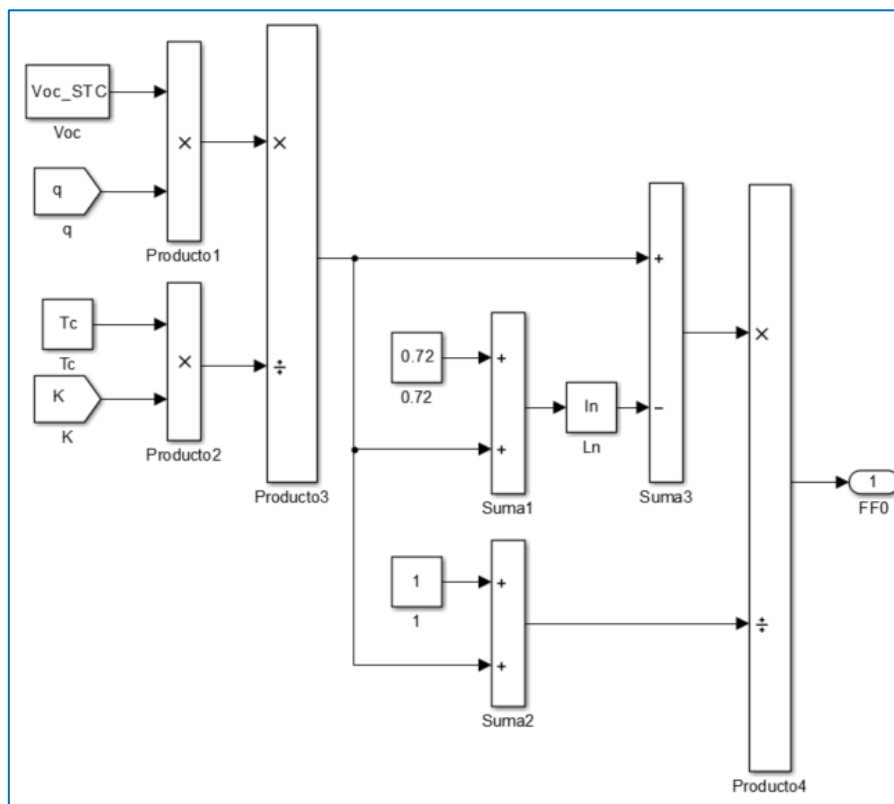 Voc_STC
Voc
×
×
q
q
Producto1
Tc
Tc
×
÷
K
K
Producto2
Producto3
+
0.72
0.72
+
+
ln
Ln
−
Suma1
Suma3
×
1
FF0
1
1
+
+
÷
Suma2
Producto4